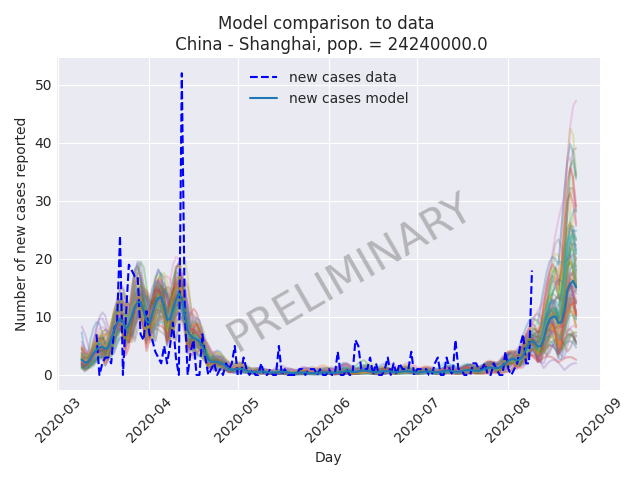 Model comparison to data
China - Shanghai, pop. = 24240000.0
new cases data
new cases model
Number of new cases reported
50
40
30
20
10
0
PRELIMINARY
2020-03
2020-04
2020-05
2020-06
2020-07
2020-08
2020-09
Day